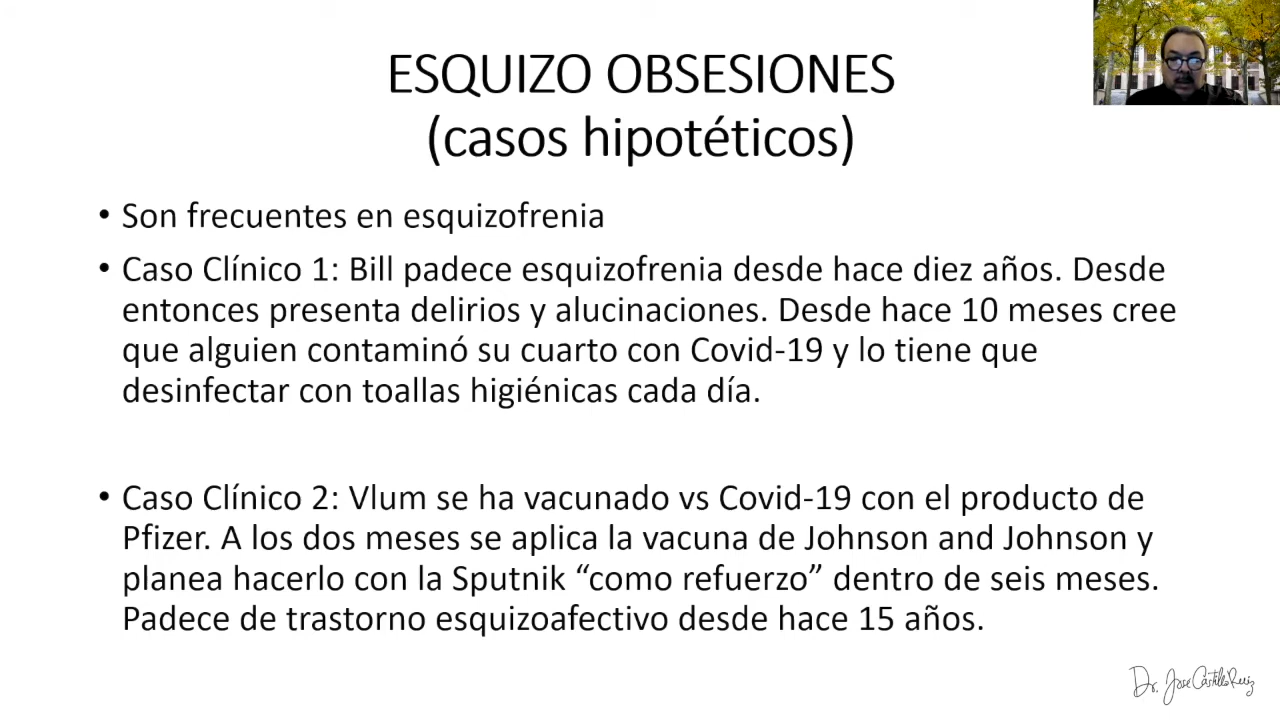 ESQUIZO OBSESIONES
(casos hipotéticos)
• Son frecuentes en esquizofrenia
• Caso Clínico 1: Bill padece esquizofrenia desde hace diez años. Desde
entonces presenta delirios y alucinaciones. Desde hace 10 meses cree
que alguien contaminó su cuarto con Covid-19 y lo tiene que
desinfectar con toallas higiénicas cada día.
• Caso Clínico 2: Vlum se ha vacunado vs Covid-19 con el producto de
Pfizer. A los dos meses se aplica la vacuna de Johnson and Johnson y
planea hacerlo con la Sputnik “como refuerzo” dentro de seis meses.
Padece de trastorno esquizoafectivo desde hace 15 años.
Dr. Jose Castillo Ruiz